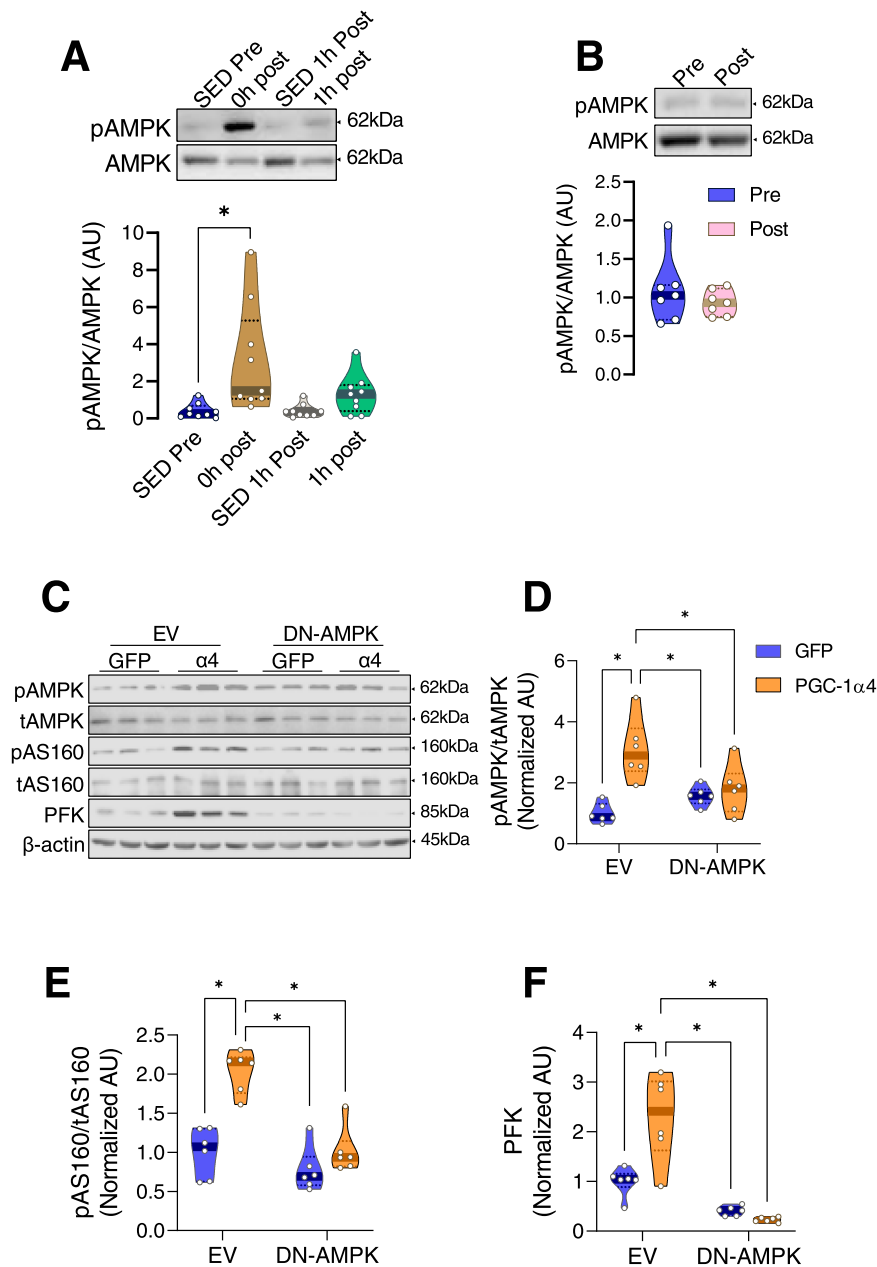 A
SED Pre
0h post
SED 1h Post
1h post
pAMPK
62kDa
AMPK
62kDa
*
pAMPK/AMPK (AU)
10
8
6
4
2
0
SED Pre
0h post
SED 1h Post
1h post
B
Pre
Post
pAMPK
62kDa
AMPK
62kDa
pAMPK/AMPK (AU)
2.5
2.0
1.5
1.0
0.5
0.0
Pre
Post
C
EV
DN-AMPK
GFP
α4
GFP
α4
pAMPK
62kDa
tAMPK
62kDa
pAS160
160kDa
tAS160
160kDa
PFK
85kDa
β-actin
45kDa
D
*
*
*
GFP
PGC-1α4
pAMPK/tAMPK
(Normalized AU)
6
4
2
0
EV
DN-AMPK
E
*
*
*
pAS160/tAS160
(Normalized AU)
2.5
2.0
1.5
1.0
0.5
0.0
EV
DN-AMPK
F
*
*
*
PFK
(Normalized AU)
4
3
2
1
0
EV
DN-AMPK